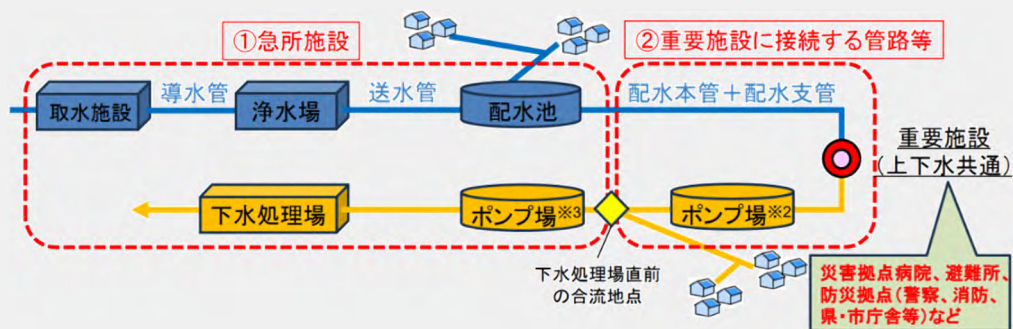 ①急所施設
②重要施設に接続する管路等
取水施設
導水管
浄水場
送水管
配水池
配水本管+配水支管
重要施設
(上下水共通)
下水処理場
ポンプ場※3
ポンプ場※2
下水処理場直前
の合流地点
災害拠点病院、避難所、
防災拠点(警察、消防、
県・市庁舎等)など